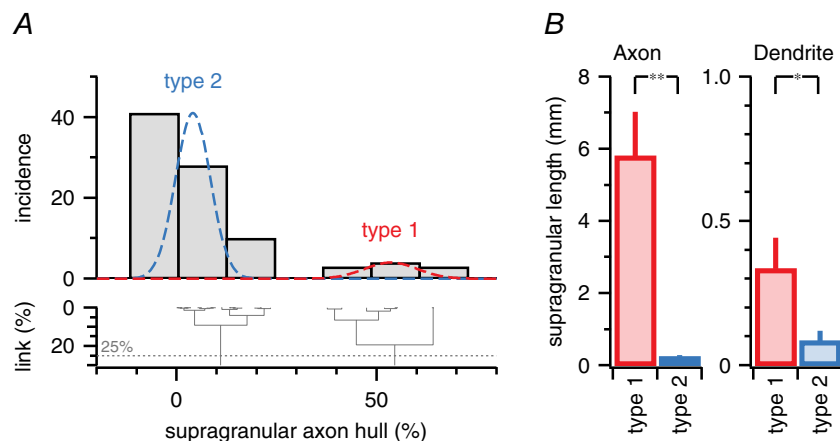 A
type 2
type 1
incidence
40
20
0
link (%)
0
20
25%
0
50
supragranular axon hull (%)
B
Axon
Dendrite
supragranular length (mm)
8
6
4
2
0
**
type 1
type 2
1.0
0.5
0
*
type 1
type 2